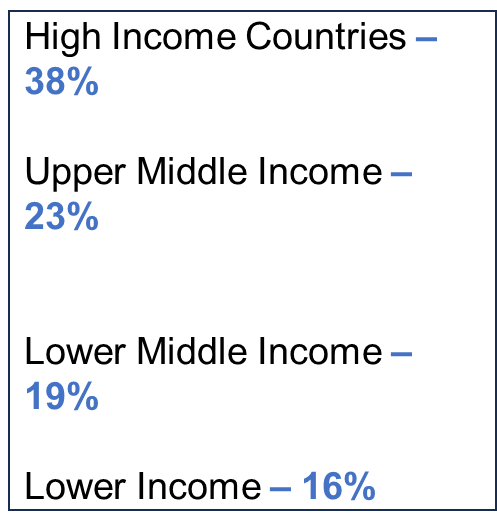 High Income Countries –
38%
Upper Middle Income –
23%
Lower Middle Income –
19%
Lower Income – 16%